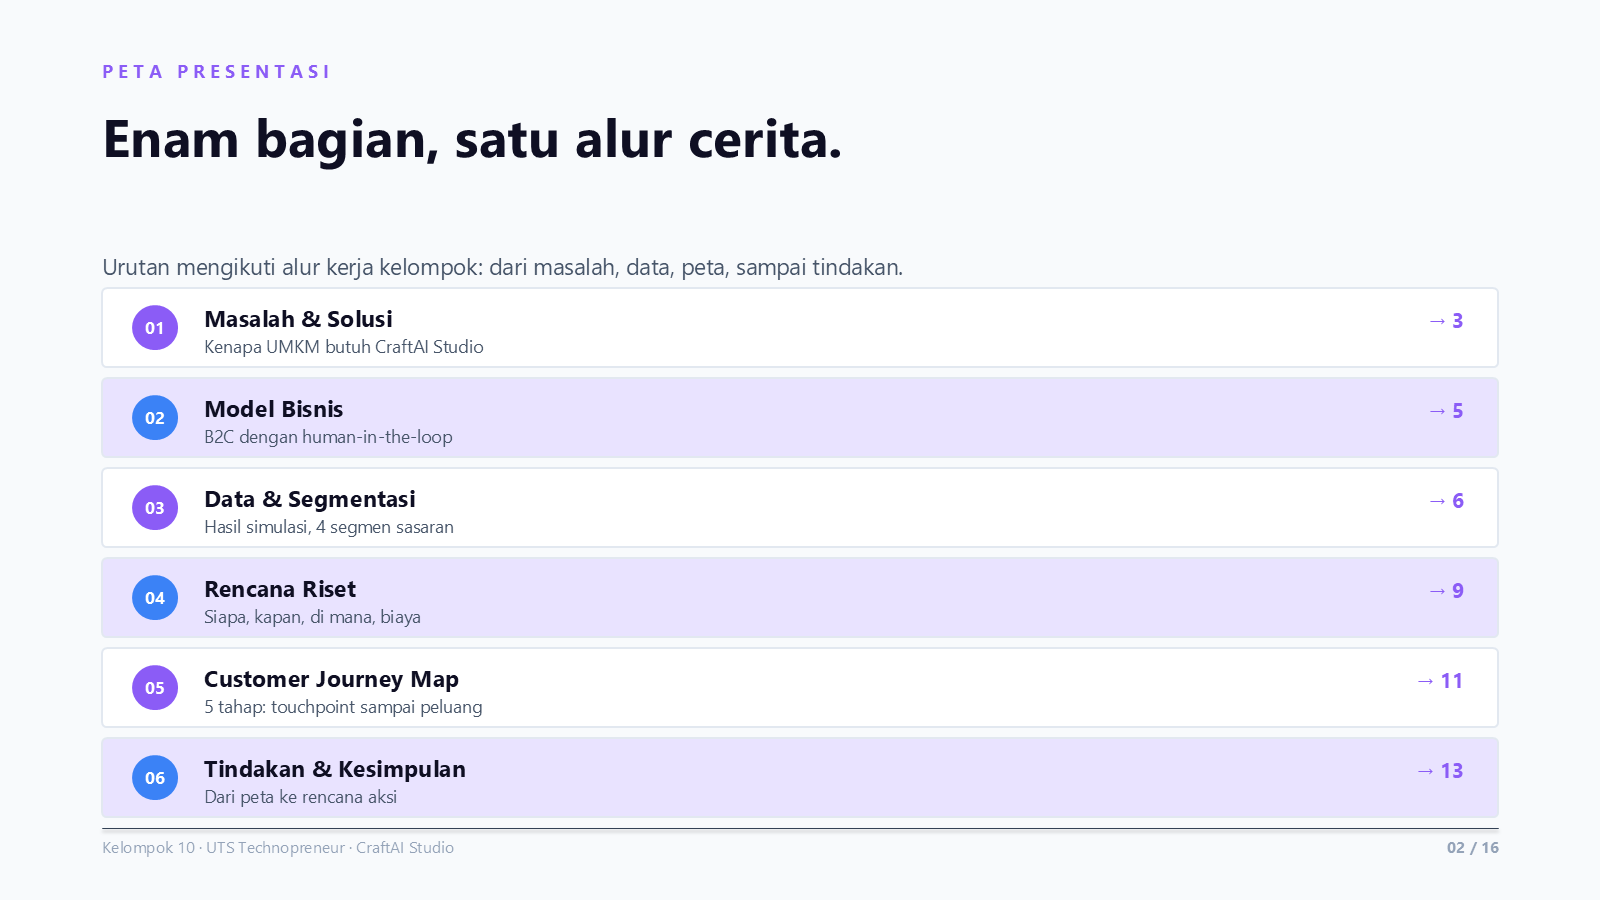 PETA PRESENTASI
Enam bagian, satu alur cerita.
Urutan mengikuti alur kerja kelompok: dari masalah, data, peta, sampai tindakan.
01
Masalah & Solusi
→ 3
Kenapa UMKM butuh CraftAI Studio
02
Model Bisnis
→ 5
B2C dengan human-in-the-loop
03
Data & Segmentasi
→ 6
Hasil simulasi, 4 segmen sasaran
04
Rencana Riset
→ 9
Siapa, kapan, di mana, biaya
05
Customer Journey Map
→ 11
5 tahap: touchpoint sampai peluang
06
Tindakan & Kesimpulan
→ 13
Dari peta ke rencana aksi
Kelompok 10 · UTS Technopreneur · CraftAI Studio
02 / 16